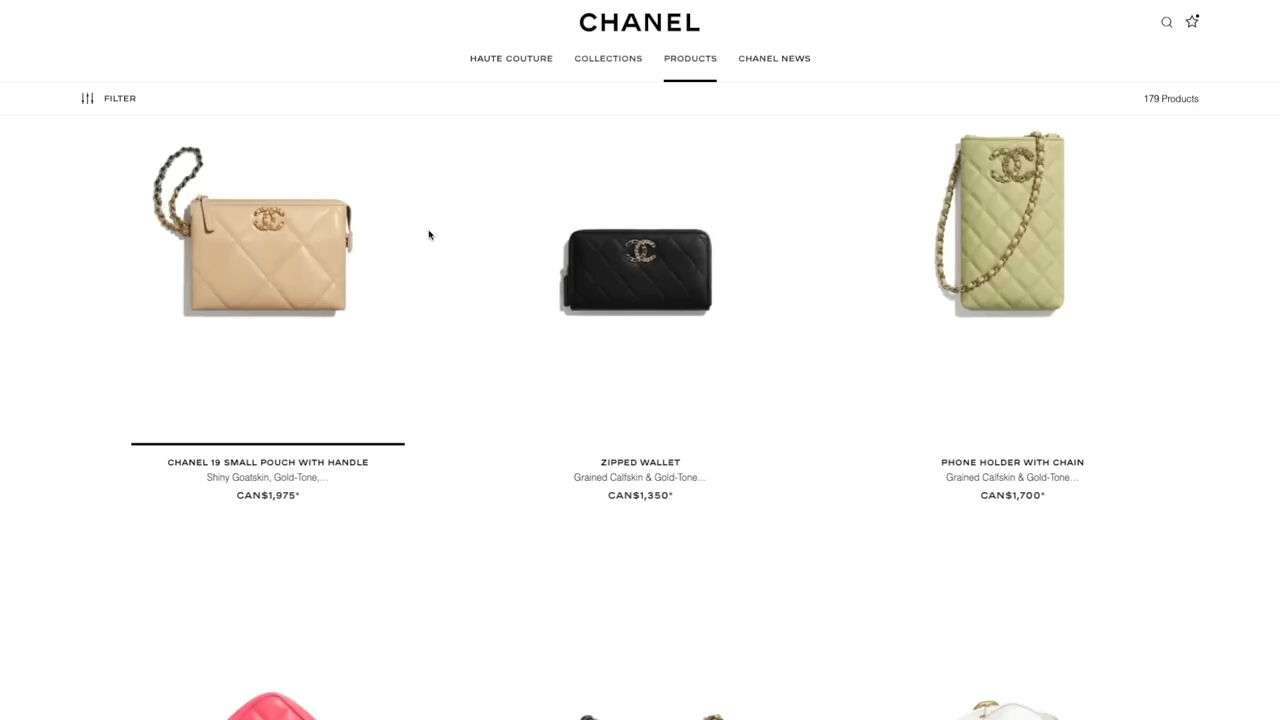 CHANEL
HAUTE COUTURE COLLECTIONS PRODUCTS CHANEL NEWS
FILTER 179 Products
CHANEL 19 SMALL POUCH WITH HANDLE
Shiny Goatskin, Gold-Tone,...
CAN$1,975*
ZIPPED WALLET
Grained Calfskin & Gold-Tone...
CAN$1,350*
PHONE HOLDER WITH CHAIN
Grained Calfskin & Gold-Tone...
CAN$1,700*